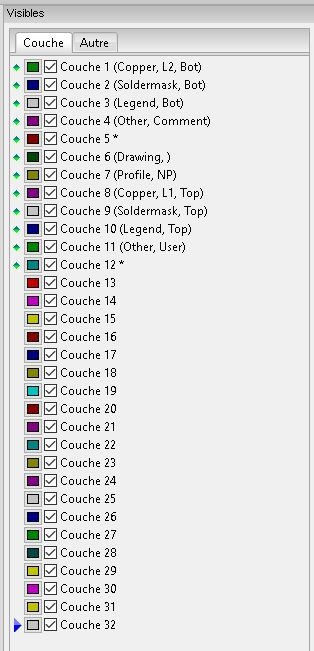 Visibles
Couche Autre
Couche 1 (Copper, L2, Bot)
Couche 2 (Soldermask, Bot)
Couche 3 (Legend, Bot)
Couche 4 (Other, Comment)
Couche 5 *
Couche 6 (Drawing, )
Couche 7 (Profile, NP)
Couche 8 (Copper, L1, Top)
Couche 9 (Soldermask, Top)
Couche 10 (Legend, Top)
Couche 11 (Other, User)
Couche 12 *
Couche 13
Couche 14
Couche 15
Couche 16
Couche 17
Couche 18
Couche 19
Couche 20
Couche 21
Couche 22
Couche 23
Couche 24
Couche 25
Couche 26
Couche 27
Couche 28
Couche 29
Couche 30
Couche 31
Couche 32